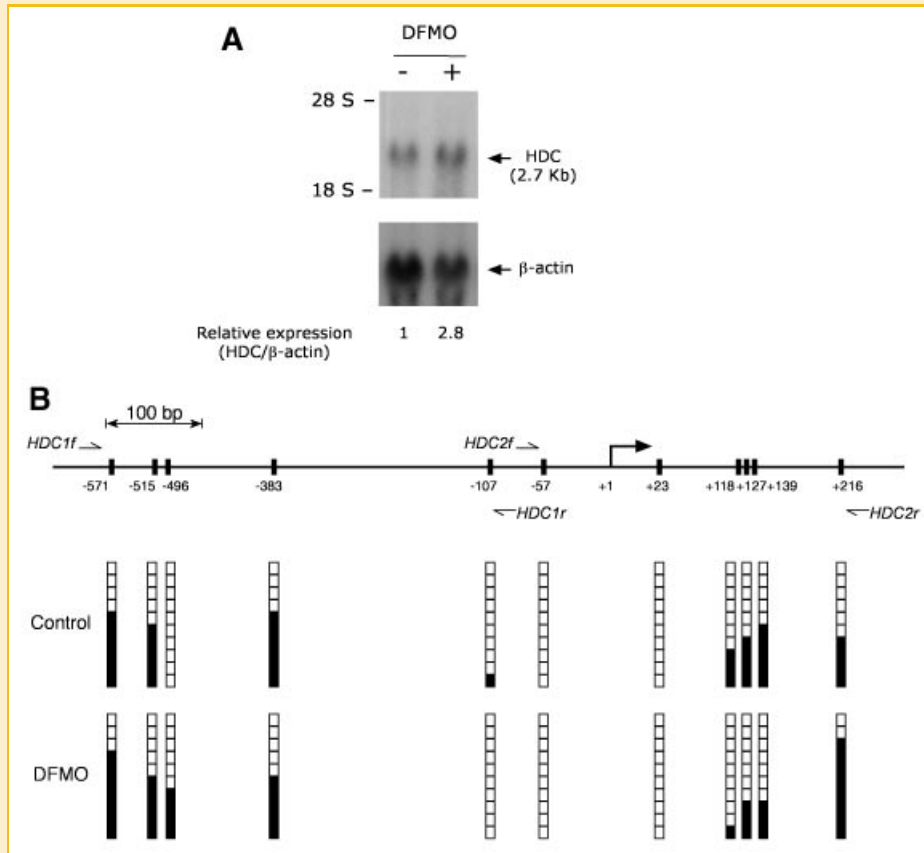 A
DFMO
- +
28 S –
HDC
(2.7 Kb)
18 S –
β-actin
Relative expression 1 2.8
(HDC/β-actin)
B
100 bp
HDC1f HDC2f
-571 -515 -496 -383 -107 -57 +1 +23 +118 +127 +139 +216
HDC1r HDC2r
Control
DFMO